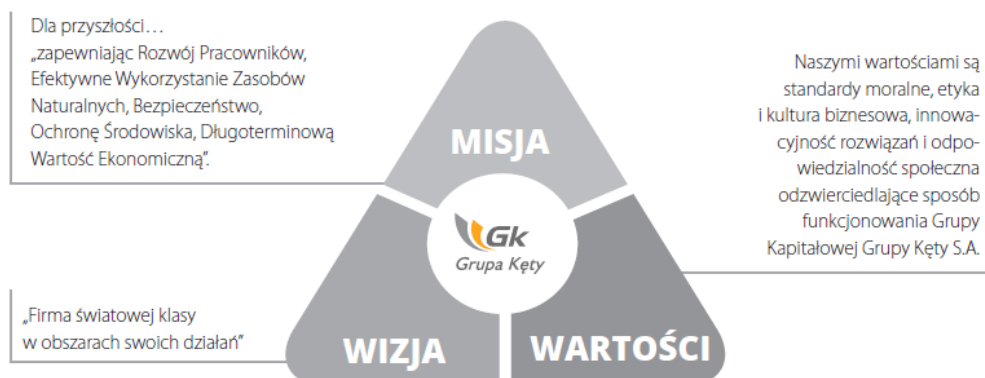 Dla przyszłości…
„zapewniając Rozwój Pracowników,
Efektywne Wykorzystanie Zasobów
Naturalnych, Bezpieczeństwo,
Ochronę Środowiska, Długoterminową
Wartość Ekonomiczną”.
MISJA
Naszymi wartościami są
standardy moralne, etyka
i kultura biznesowa, innowa-
cyjność rozwiązań i odpo-
wiedzialność społeczna
odzwierciedlające sposób
funkcjonowania Grupy
Kapitałowej Grupy Kęty S.A.
Gk
Grupa Kęty
„Firma światowej klasy
w obszarach swoich działań”
WIZJA
WARTOŚCI